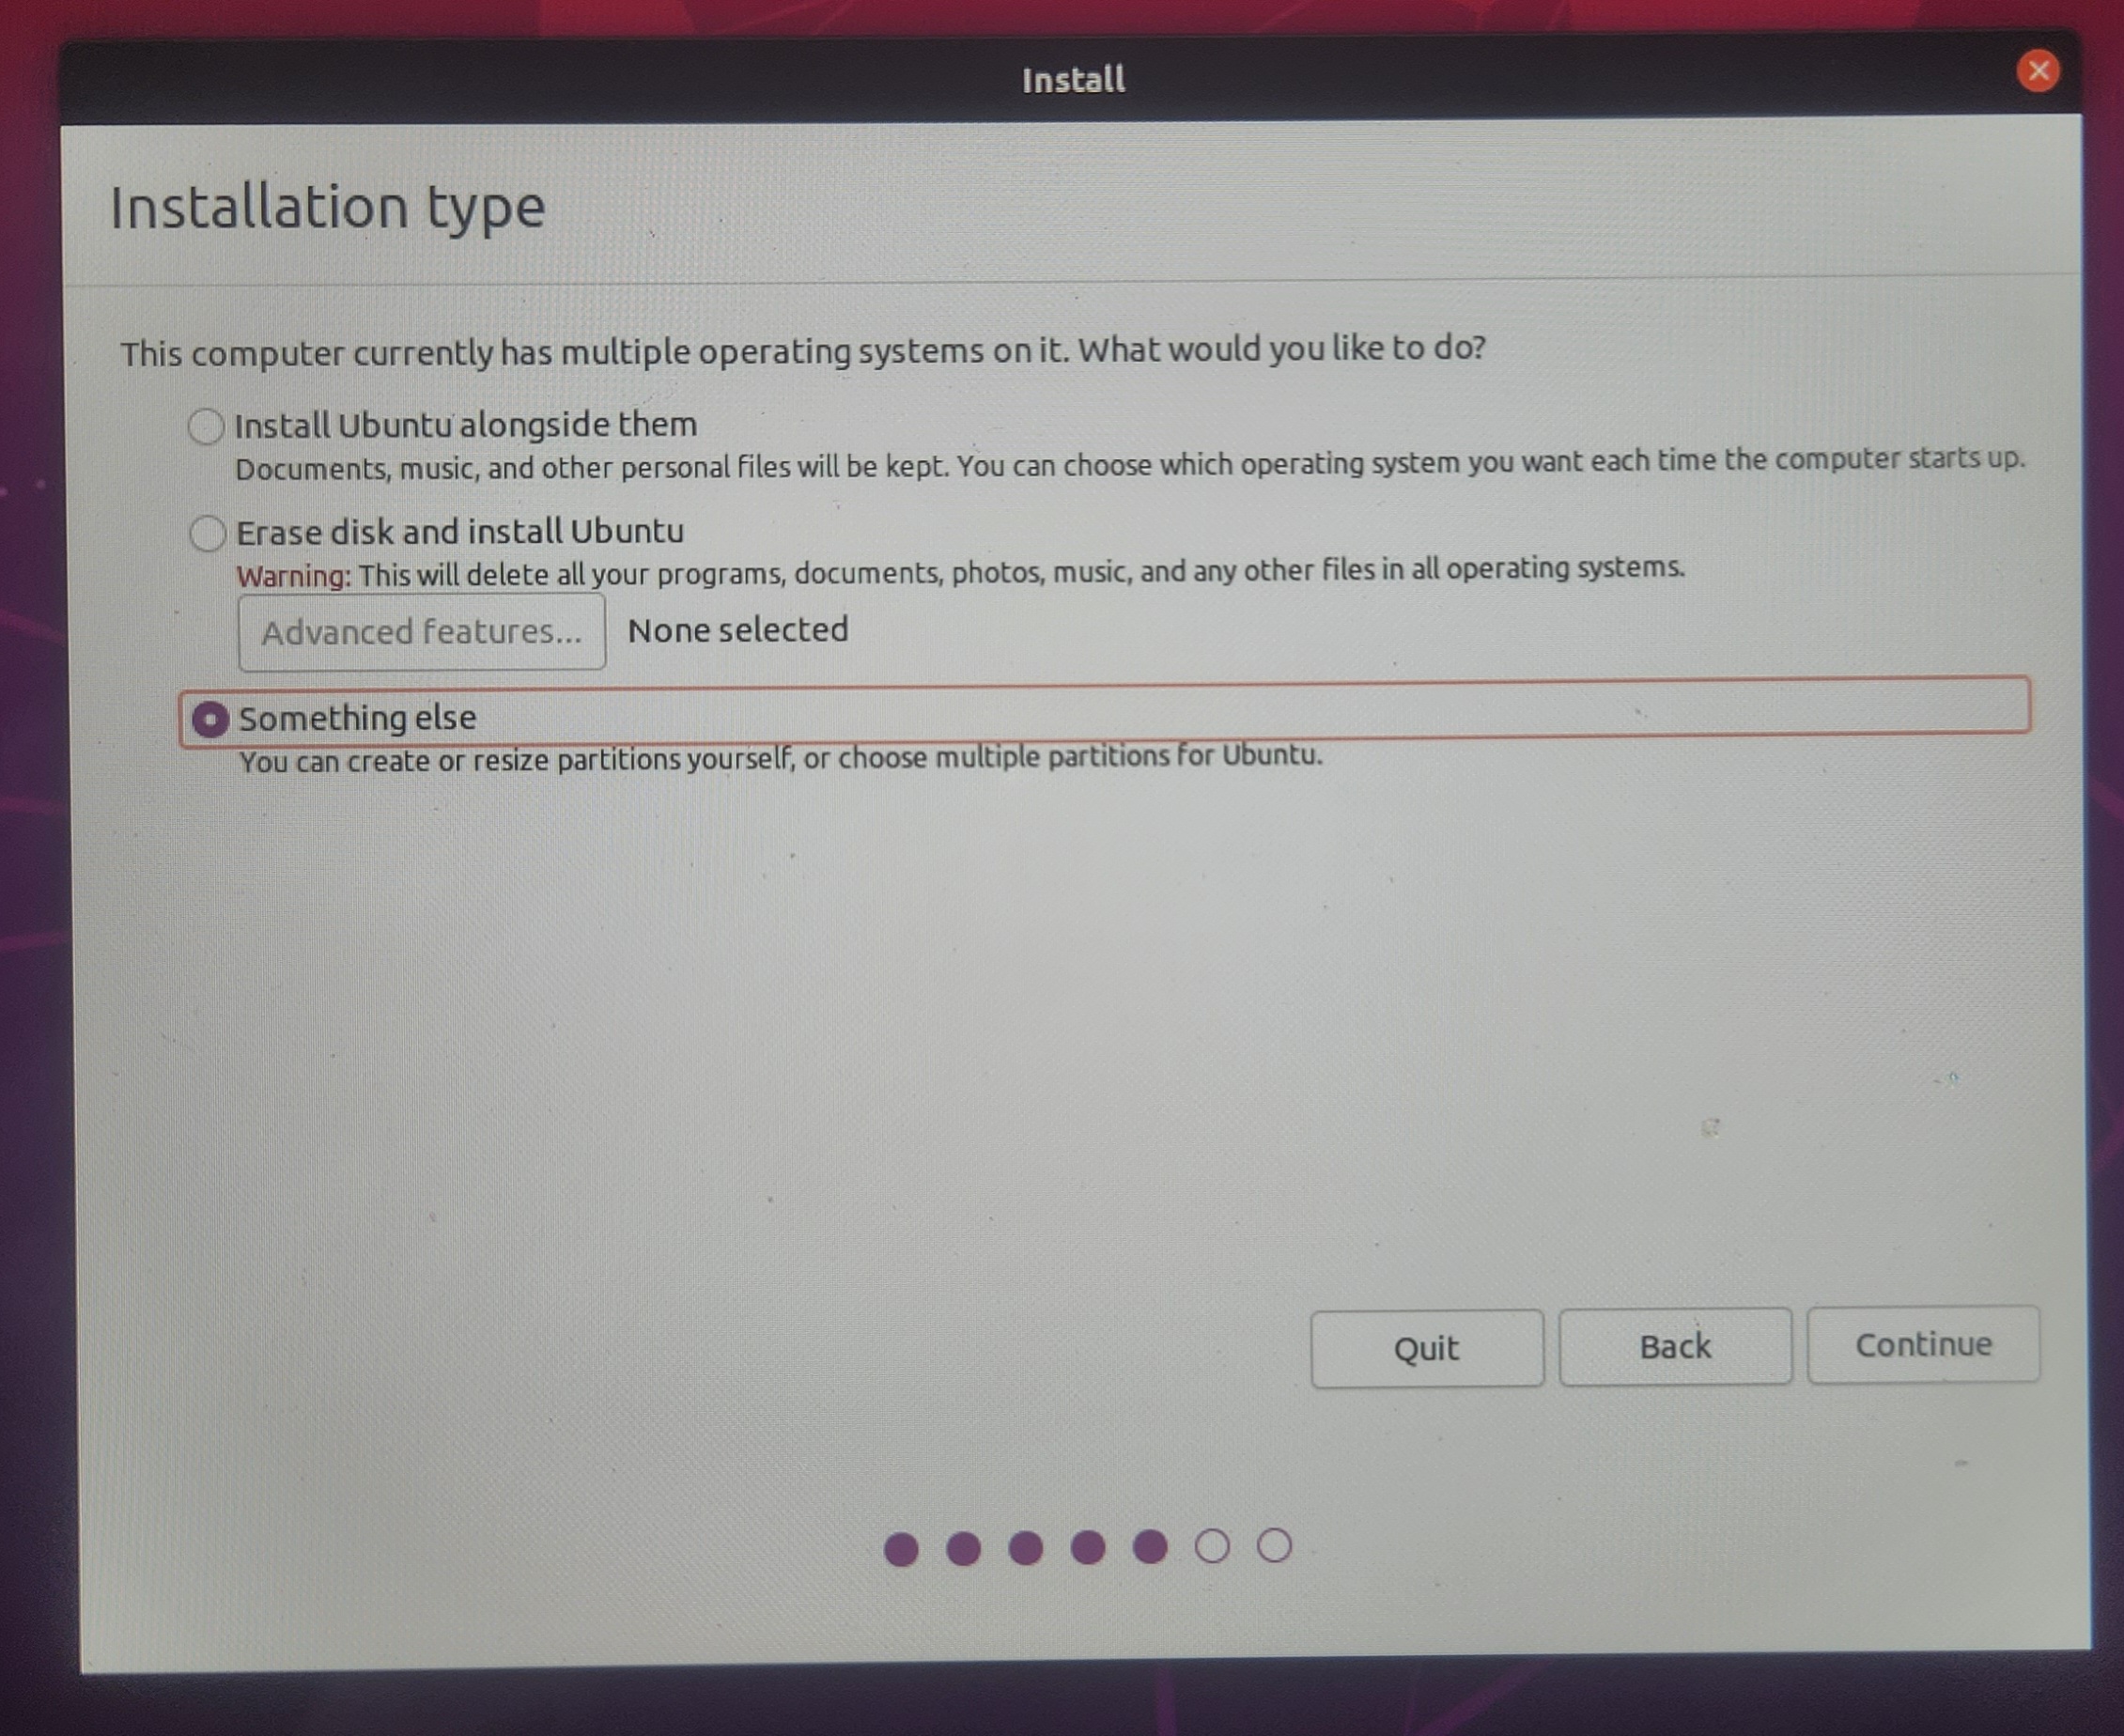 Install
Installation type
This computer currently has multiple operating systems on it. What would you like to do?
Install Ubuntu alongside them
Documents, music, and other personal files will be kept. You can choose which operating system you want each time the computer starts up.
Erase disk and install Ubuntu
Warning: This will delete all your programs, documents, photos, music, and any other files in all operating systems.
Advanced features... None selected
Something else
You can create or resize partitions yourself, or choose multiple partitions for Ubuntu.
Quit Back Continue